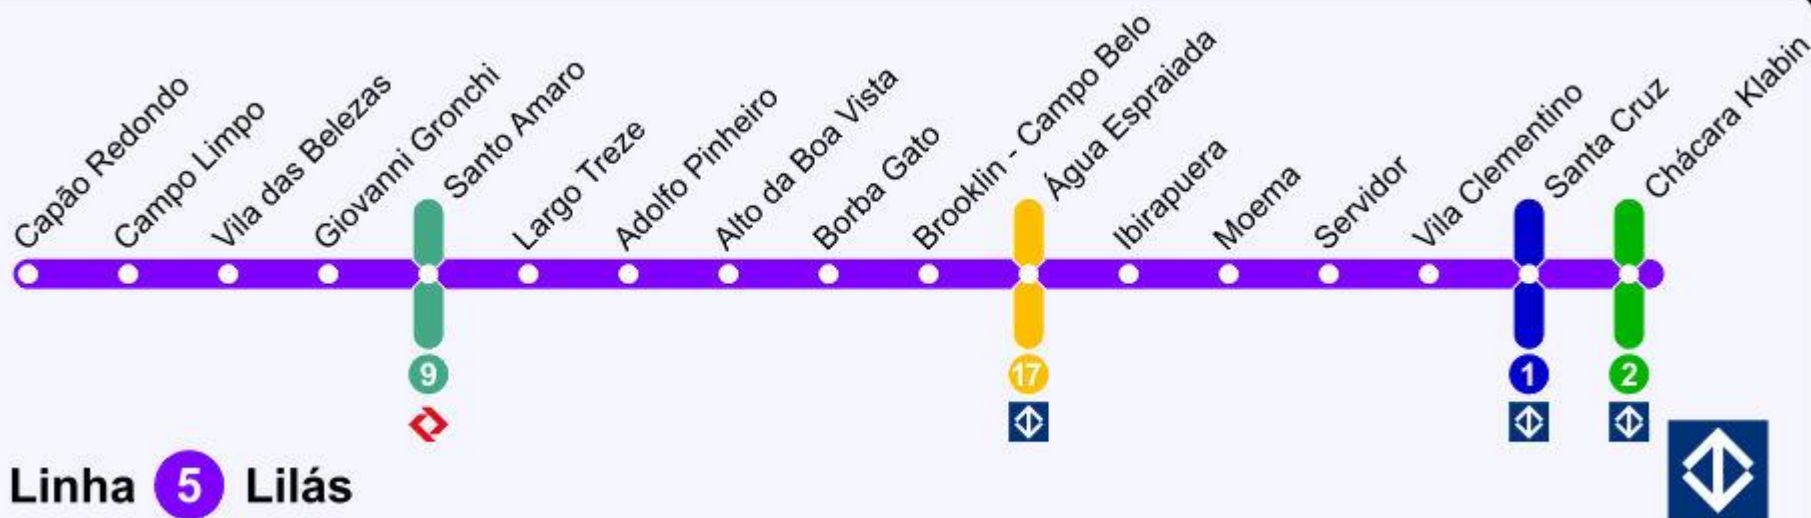 Capão Redondo
Campo Limpo
Vila das Belezas
Giovanni Gronchi
Santo Amaro
Largo Treze
Adolfo Pinheiro
Alto da Boa Vista
Borba Gato
Brooklin - Campo Belo
Água Espraiada
Ibirapuera
Moema
Servidor
Vila Clementino
Santa Cruz
Chácara Klabin
9
17
1
2
Linha 5 Lilás